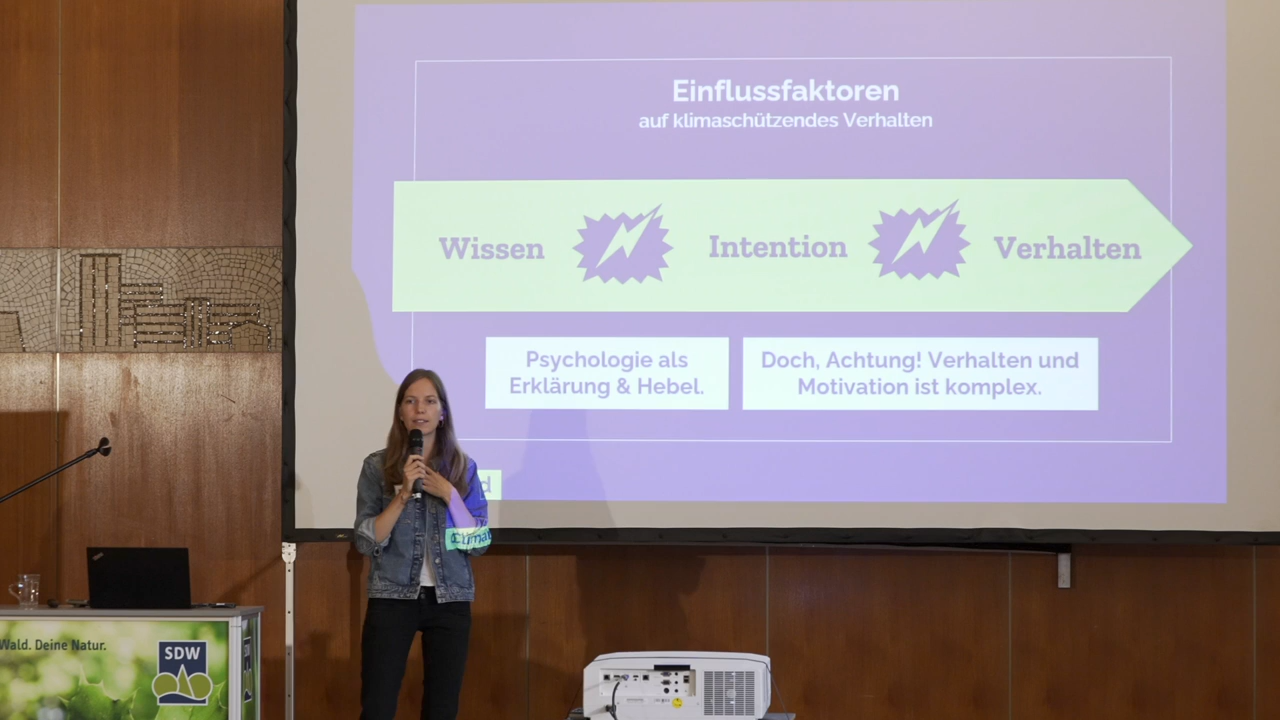 Einflussfaktoren
auf klimaschützendes Verhalten
Wissen
Intention
Verhalten
Psychologie als
Erklärung & Hebel.
Doch, Achtung! Verhalten und
Motivation ist komplex.
Wald. Deine Natur.
SDW